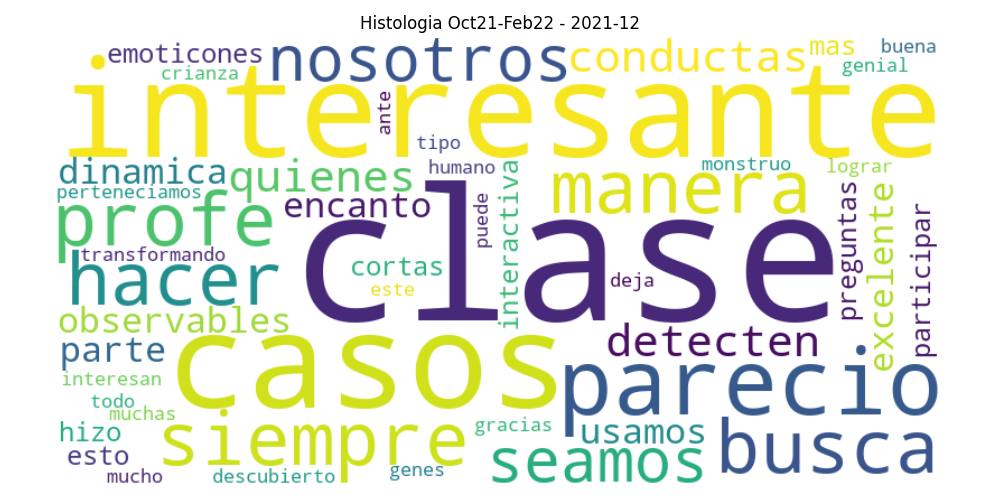 Histologia Oct21-Feb22 - 2021-12
emoticones
nosotros
conductas
mas
buena
crianza
genial
interesante
ante
tipo
dinamica
quienes
humano
interactiva
manera
monstruo
lograr
perteneciamos
profe
encanto
puede
clase
preguntas
excelente
participar
transformando
hacer
cortas
este
deja
observables
casos
detecten
parte
parecio
interesan
todo
muchas
siempre
hizo
gracias
usamos
busca
esto
seamos
mucho
descubierto
genes